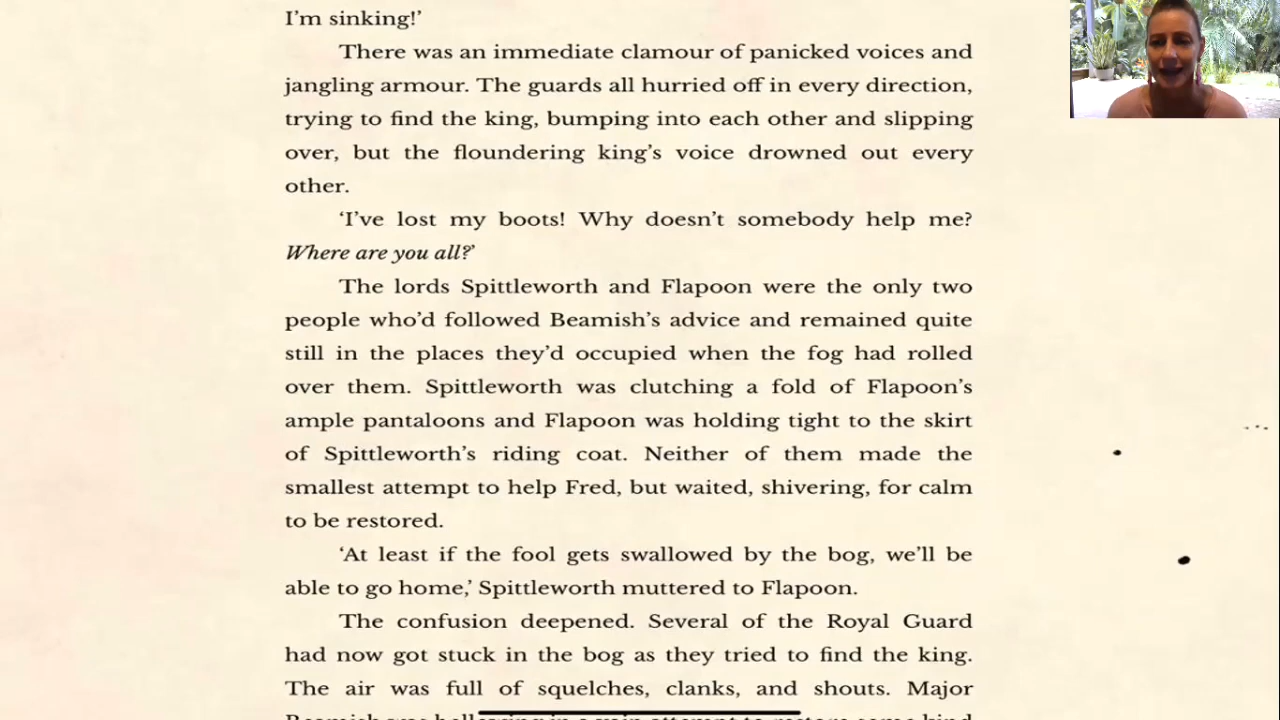 I’m sinking!’
There was an immediate clamour of panicked voices and
jangling armour. The guards all hurried off in every direction,
trying to find the king, bumping into each other and slipping
over, but the floundering king’s voice drowned out every
other.
‘I’ve lost my boots! Why doesn’t somebody help me?
Where are you all?’
The lords Spittleworth and Flapoon were the only two
people who’d followed Beamish’s advice and remained quite
still in the places they’d occupied when the fog had rolled
over them. Spittleworth was clutching a fold of Flapoon’s
ample pantaloons and Flapoon was holding tight to the skirt
of Spittleworth’s riding coat. Neither of them made the
smallest attempt to help Fred, but waited, shivering, for calm
to be restored.
‘At least if the fool gets swallowed by the bog, we’ll be
able to go home,’ Spittleworth muttered to Flapoon.
The confusion deepened. Several of the Royal Guard
had now got stuck in the bog as they tried to find the king.
The air was full of squelches, clanks, and shouts. Major